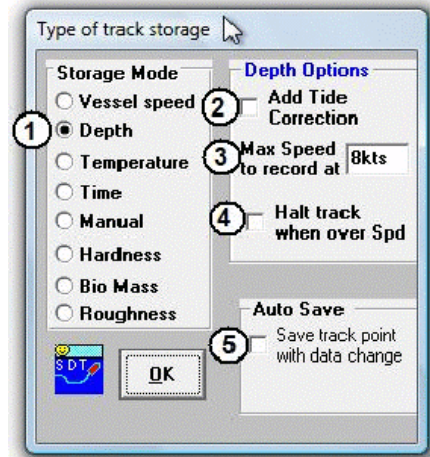 Type of track storage
Storage Mode
Vessel speed
1 Depth
Temperature
Time
Manual
Hardness
Bio Mass
Roughness
Depth Options
2 Add Tide
Correction
3 Max Speed
to record at 8kts
4 Halt track
when over Spd
Auto Save
5 Save track point
with data change
SDT
OK